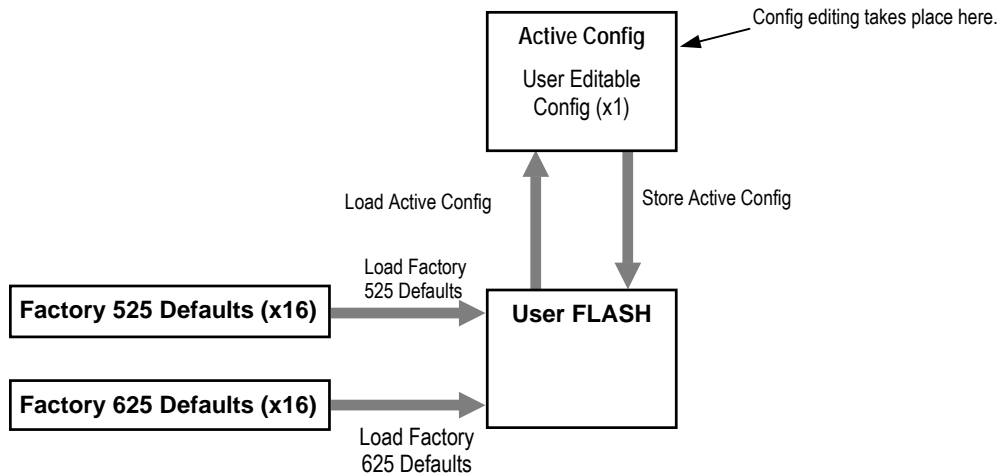 Config editing takes place here.
Active Config
User Editable
Config (x1)
Load Active Config
Store Active Config
Load Factory
525 Defaults
Factory 525 Defaults (x16)
User FLASH
Factory 625 Defaults (x16)
Load Factory
625 Defaults